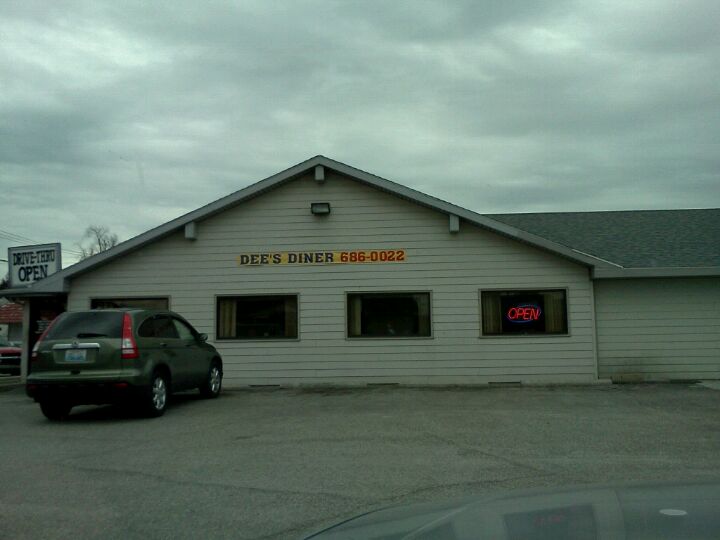 DRIVE-THRU
OPEN
DEE'S DINER 686-0022
OPEN